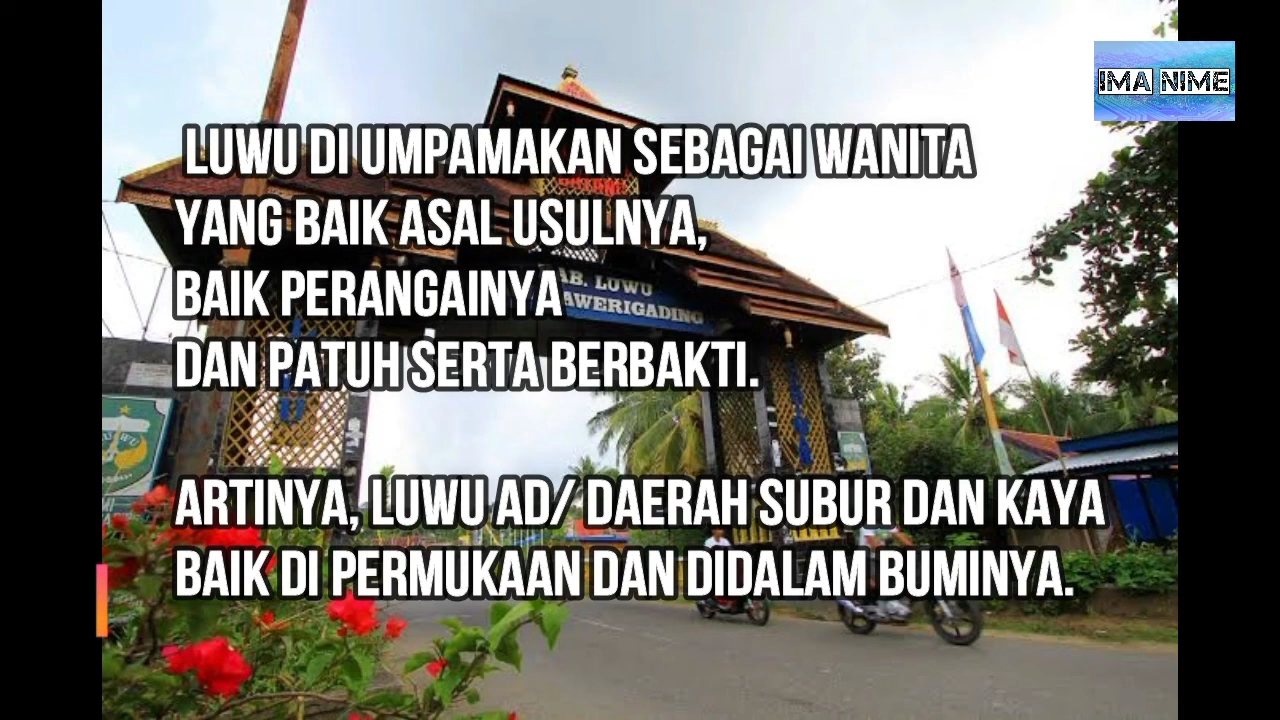 IMA NIME
LUWU DI UMPAMAKAN SEBAGAI WANITA
YANG BAIK ASAL USULNYA,
BAIK PERANGAINYA
DAN PATUH SERTA BERBAKTI.
AB. LUWU
AWERIGADING
ARTINYA, LUWU AD/ DAERAH SUBUR DAN KAYA
BAIK DI PERMUKAAN DAN DIDALAM BUMINYA.